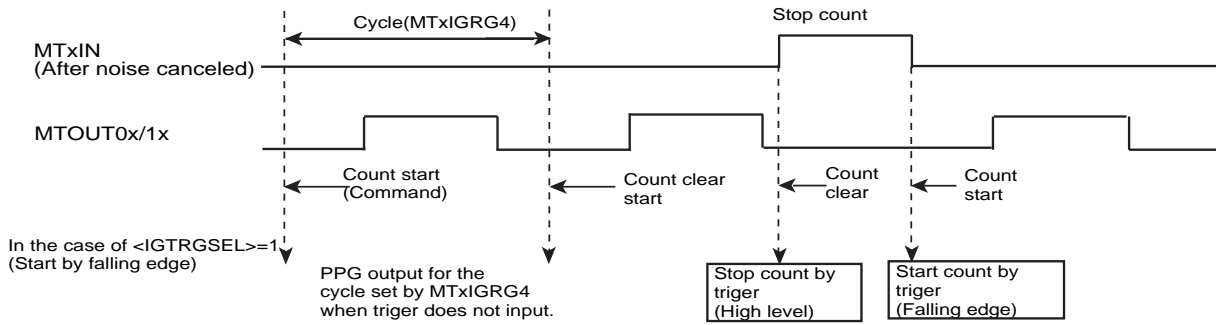 Cycle(MTxIGRG4)
Stop count
MTxIN
(After noise canceled)
MTOUT0x/1x
Count start
(Command)
Count clear
start
Count
clear
Count
start
In the case of <IGTRGSEL>=1
(Start by falling edge)
PPG output for the
cycle set by MTxIGRG4
when triger does not input.
Stop count by
triger
(High level)
Start count by
triger
(Falling edge)